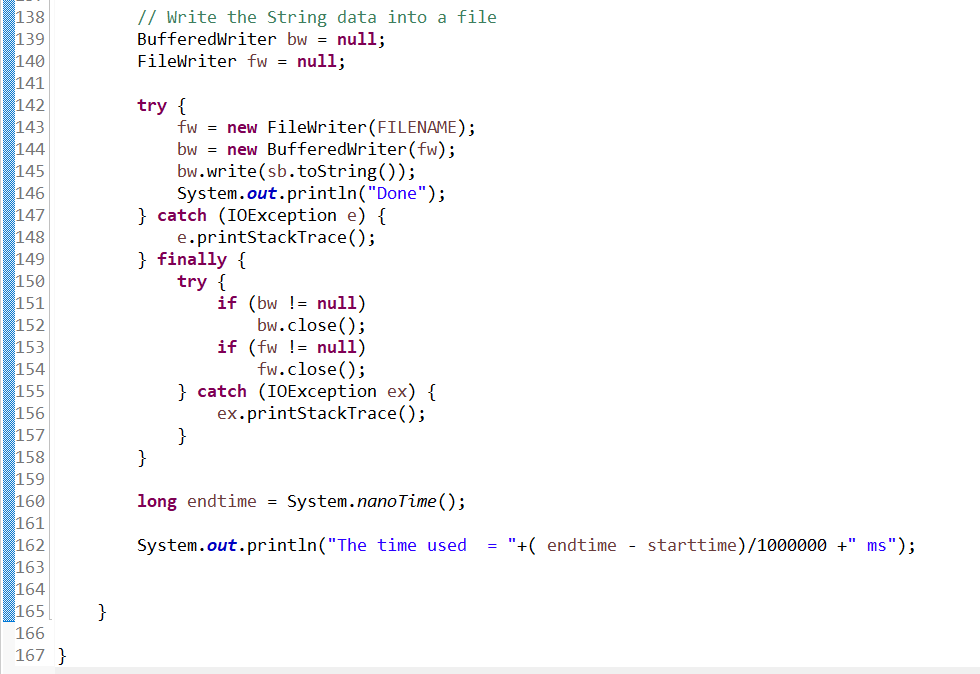 138 // Write the String data into a file
139 BufferedWriter bw = null;
140 FileWriter fw = null;
141
142 try {
143 fw = new FileWriter(FILENAME);
144 bw = new BufferedWriter(fw);
145 bw.write(sb.toString());
146 System.out.println("Done");
147 } catch (IOException e) {
148 e.printStackTrace();
149 } finally {
150 try {
151 if (bw != null)
152 bw.close();
153 if (fw != null)
154 fw.close();
155 } catch (IOException ex) {
156 ex.printStackTrace();
157 }
158 }
159
160 long endtime = System.nanoTime();
161
162 System.out.println("The time used  = "+( endtime - starttime)/1000000 +" ms");
163
164
165 }
166
167 }